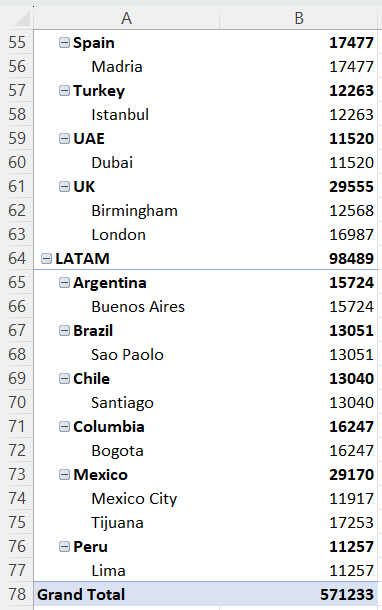 A B
55 Spain 17477
56 Madria 17477
57 Turkey 12263
58 Istanbul 12263
59 UAE 11520
60 Dubai 11520
61 UK 29555
62 Birmingham 12568
63 London 16987
64 LATAM 98489
65 Argentina 15724
66 Buenos Aires 15724
67 Brazil 13051
68 Sao Paolo 13051
69 Chile 13040
70 Santiago 13040
71 Columbia 16247
72 Bogota 16247
73 Mexico 29170
74 Mexico City 11917
75 Tijuana 17253
76 Peru 11257
77 Lima 11257
78 Grand Total 571233